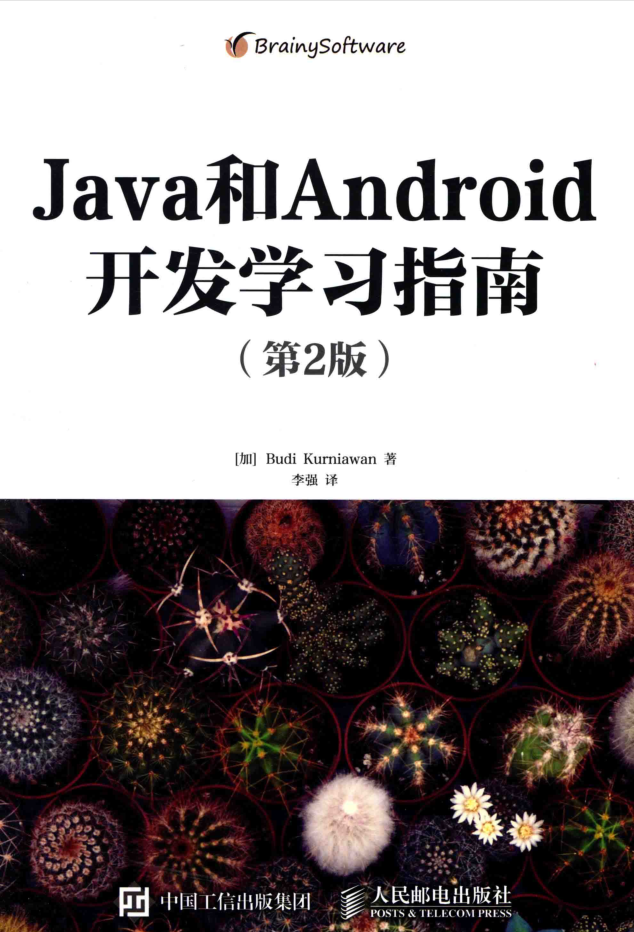 BrainySoftware
Java和Android
开发学习指南
（第2版）
[加] Budi Kurniawan 著
李强 译
中国工信出版集团
人民邮电出版社
POSTS & TELECOM PRESS